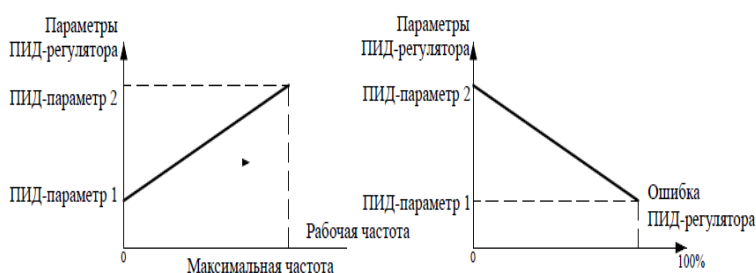 Параметры
ПИД-регулятора
ПИД-параметр 2
ПИД-параметр 1
Рабочая частота
0
Максимальная частота
Параметры
ПИД-регулятора
ПИД-параметр 2
ПИД-параметр 1
Ошибка
ПИД-регулятора
0
100%